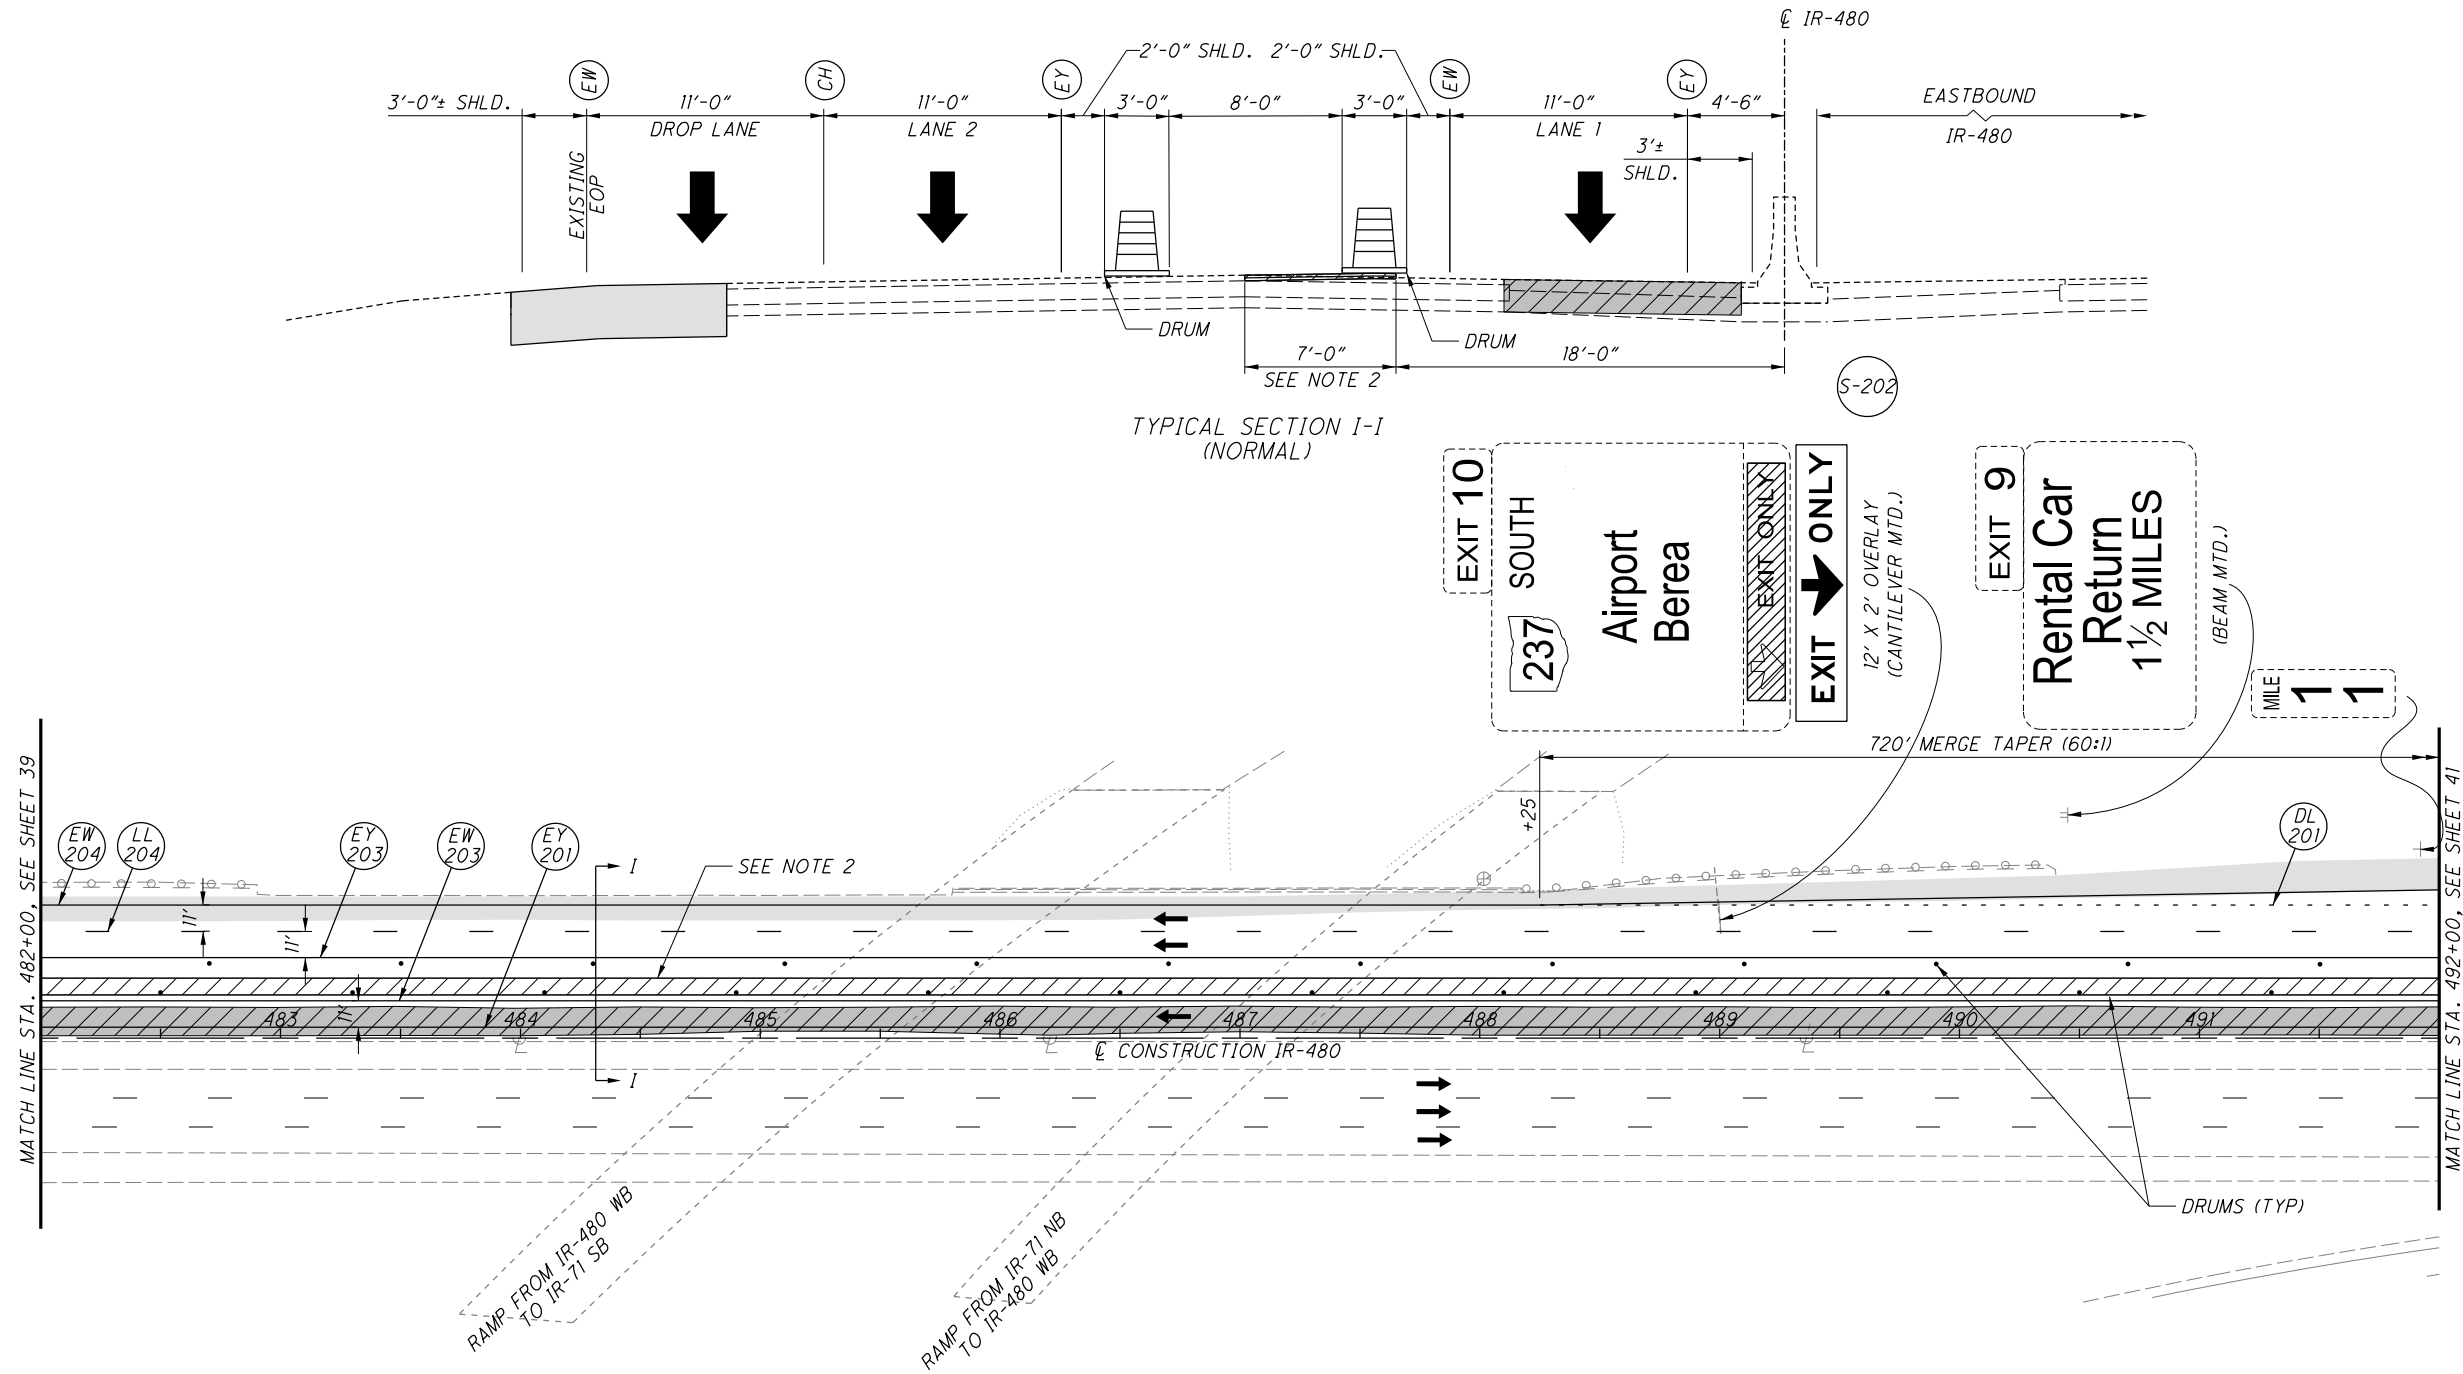 ℄ IR-480
2'-0" SHLD. 2'-0" SHLD.
EW
CH
EY
EW
EY
3'-0"± SHLD.
11'-0"
11'-0"
3'-0"
8'-0"
3'-0"
11'-0"
4'-6"
EASTBOUND
DROP LANE
LANE 2
LANE 1
IR-480
3'±
SHLD.
EXISTING
EOP
DRUM
DRUM
7'-0"
18'-0"
SEE NOTE 2
S-202
TYPICAL SECTION I-I
(NORMAL)
EXIT 10
237 SOUTH
Airport
Berea
EXIT ONLY
EXIT ONLY
12' X 2' OVERLAY
(CANTILEVER MTD.)
EXIT 9
Rental Car
Return
1½ MILES
(BEAM MTD.)
MILE
1
1
720' MERGE TAPER (60:1)
MATCH LINE STA. 482+00, SEE SHEET 39
EW
204
LL
204
EY
203
EW
203
EY
201
I
SEE NOTE 2
+25
DL
201
MATCH LINE STA. 492+00, SEE SHEET 41
11'
11'
11'
483 484 485 486 487 488 489 490 491
℄ CONSTRUCTION IR-480
I
DRUMS (TYP)
RAMP FROM IR-480 WB
TO IR-71 SB
RAMP FROM IR-71 NB
TO IR-480 WB